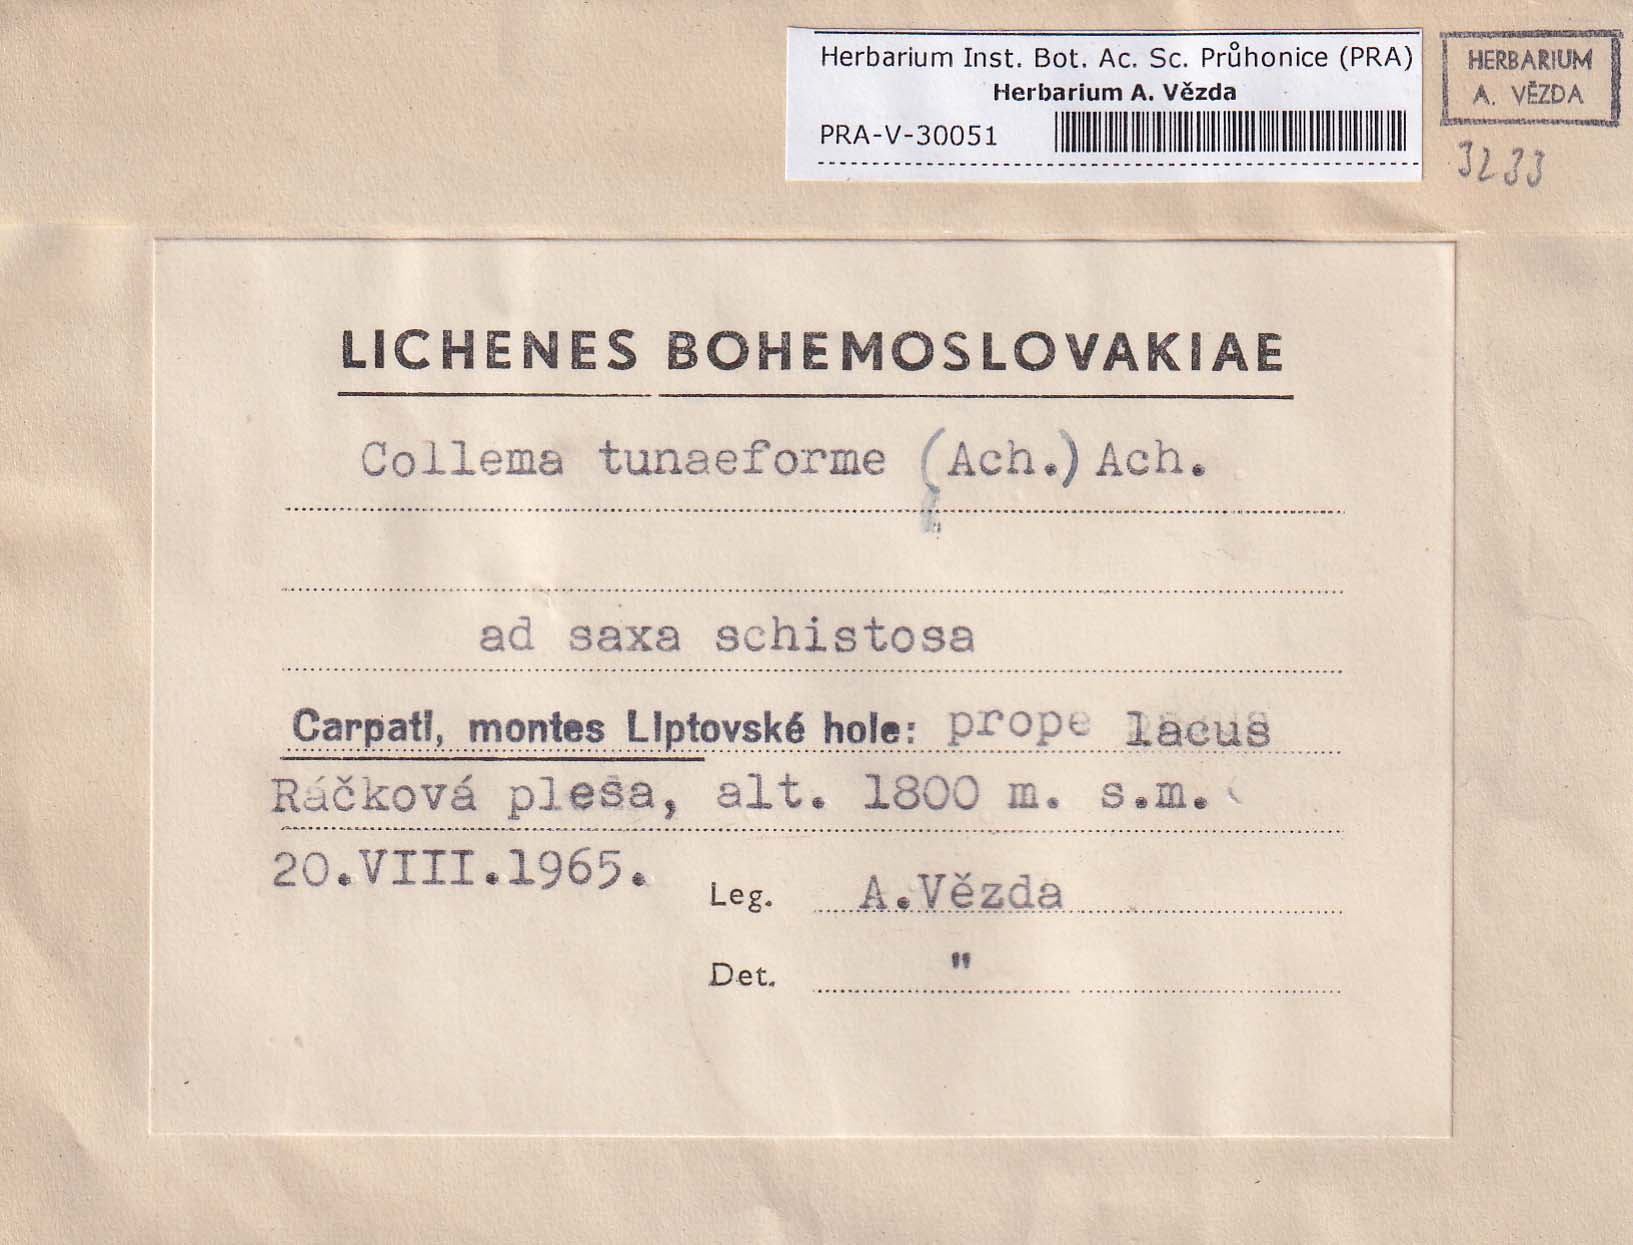 Herbarium Inst. Bot. Ac. Sc. Průhonice (PRA)
Herbarium A. Vězda
PRA-V-30051
HERBARIUM
A. VĚZDA
3233
LICHENES BOHEMOSLOVAKIAE
Collema tunaeforme (Ach.) Ach.
ad saxa schistosa
Carpati, montes Liptovské hole: prope lacus
Ráčková plesa, alt. 1800 m. s.m.
20.VIII.1965.
Leg. A.Vězda
Det. "